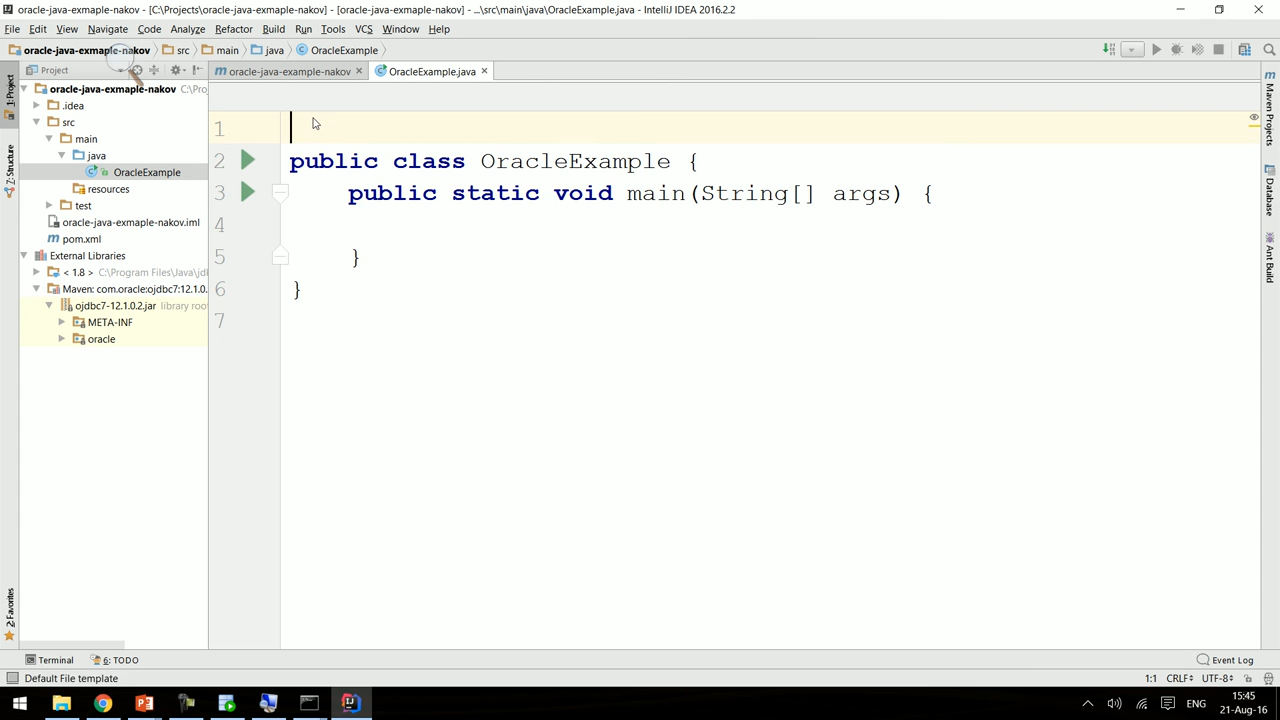 oracle-java-exmaple-nakov - [C:\Projects\oracle-java-exmaple-nakov] - [oracle-java-exmaple-nakov] - ...\src\main\java\OracleExample.java - IntelliJ IDEA 2016.2.2
File Edit View Navigate Code Analyze Refactor Build Run Tools VCS Window Help
oracle-java-exmaple-nakov src main java OracleExample
Project
oracle-java-example-nakov OracleExample.java
1: Project
7: Structure
2: Favorites
oracle-java-exmaple-nakov C:\Pro
.idea
src
main
java
OracleExample
resources
test
oracle-java-exmaple-nakov.iml
pom.xml
External Libraries
< 1.8 > C:\Program Files\Java\jd
Maven: com.oracle:ojdbc7:12.1.0.
ojdbc7-12.1.0.2.jar library roo
META-INF
oracle
1
2 public class OracleExample {
3 public static void main(String[] args) {
4
5 }
6 }
7
Maven Projects
Database
Ant Build
Terminal 6: TODO Event Log
Default File template 1:1 CRLF UTF-8
ENG 15:45
21-Aug-16